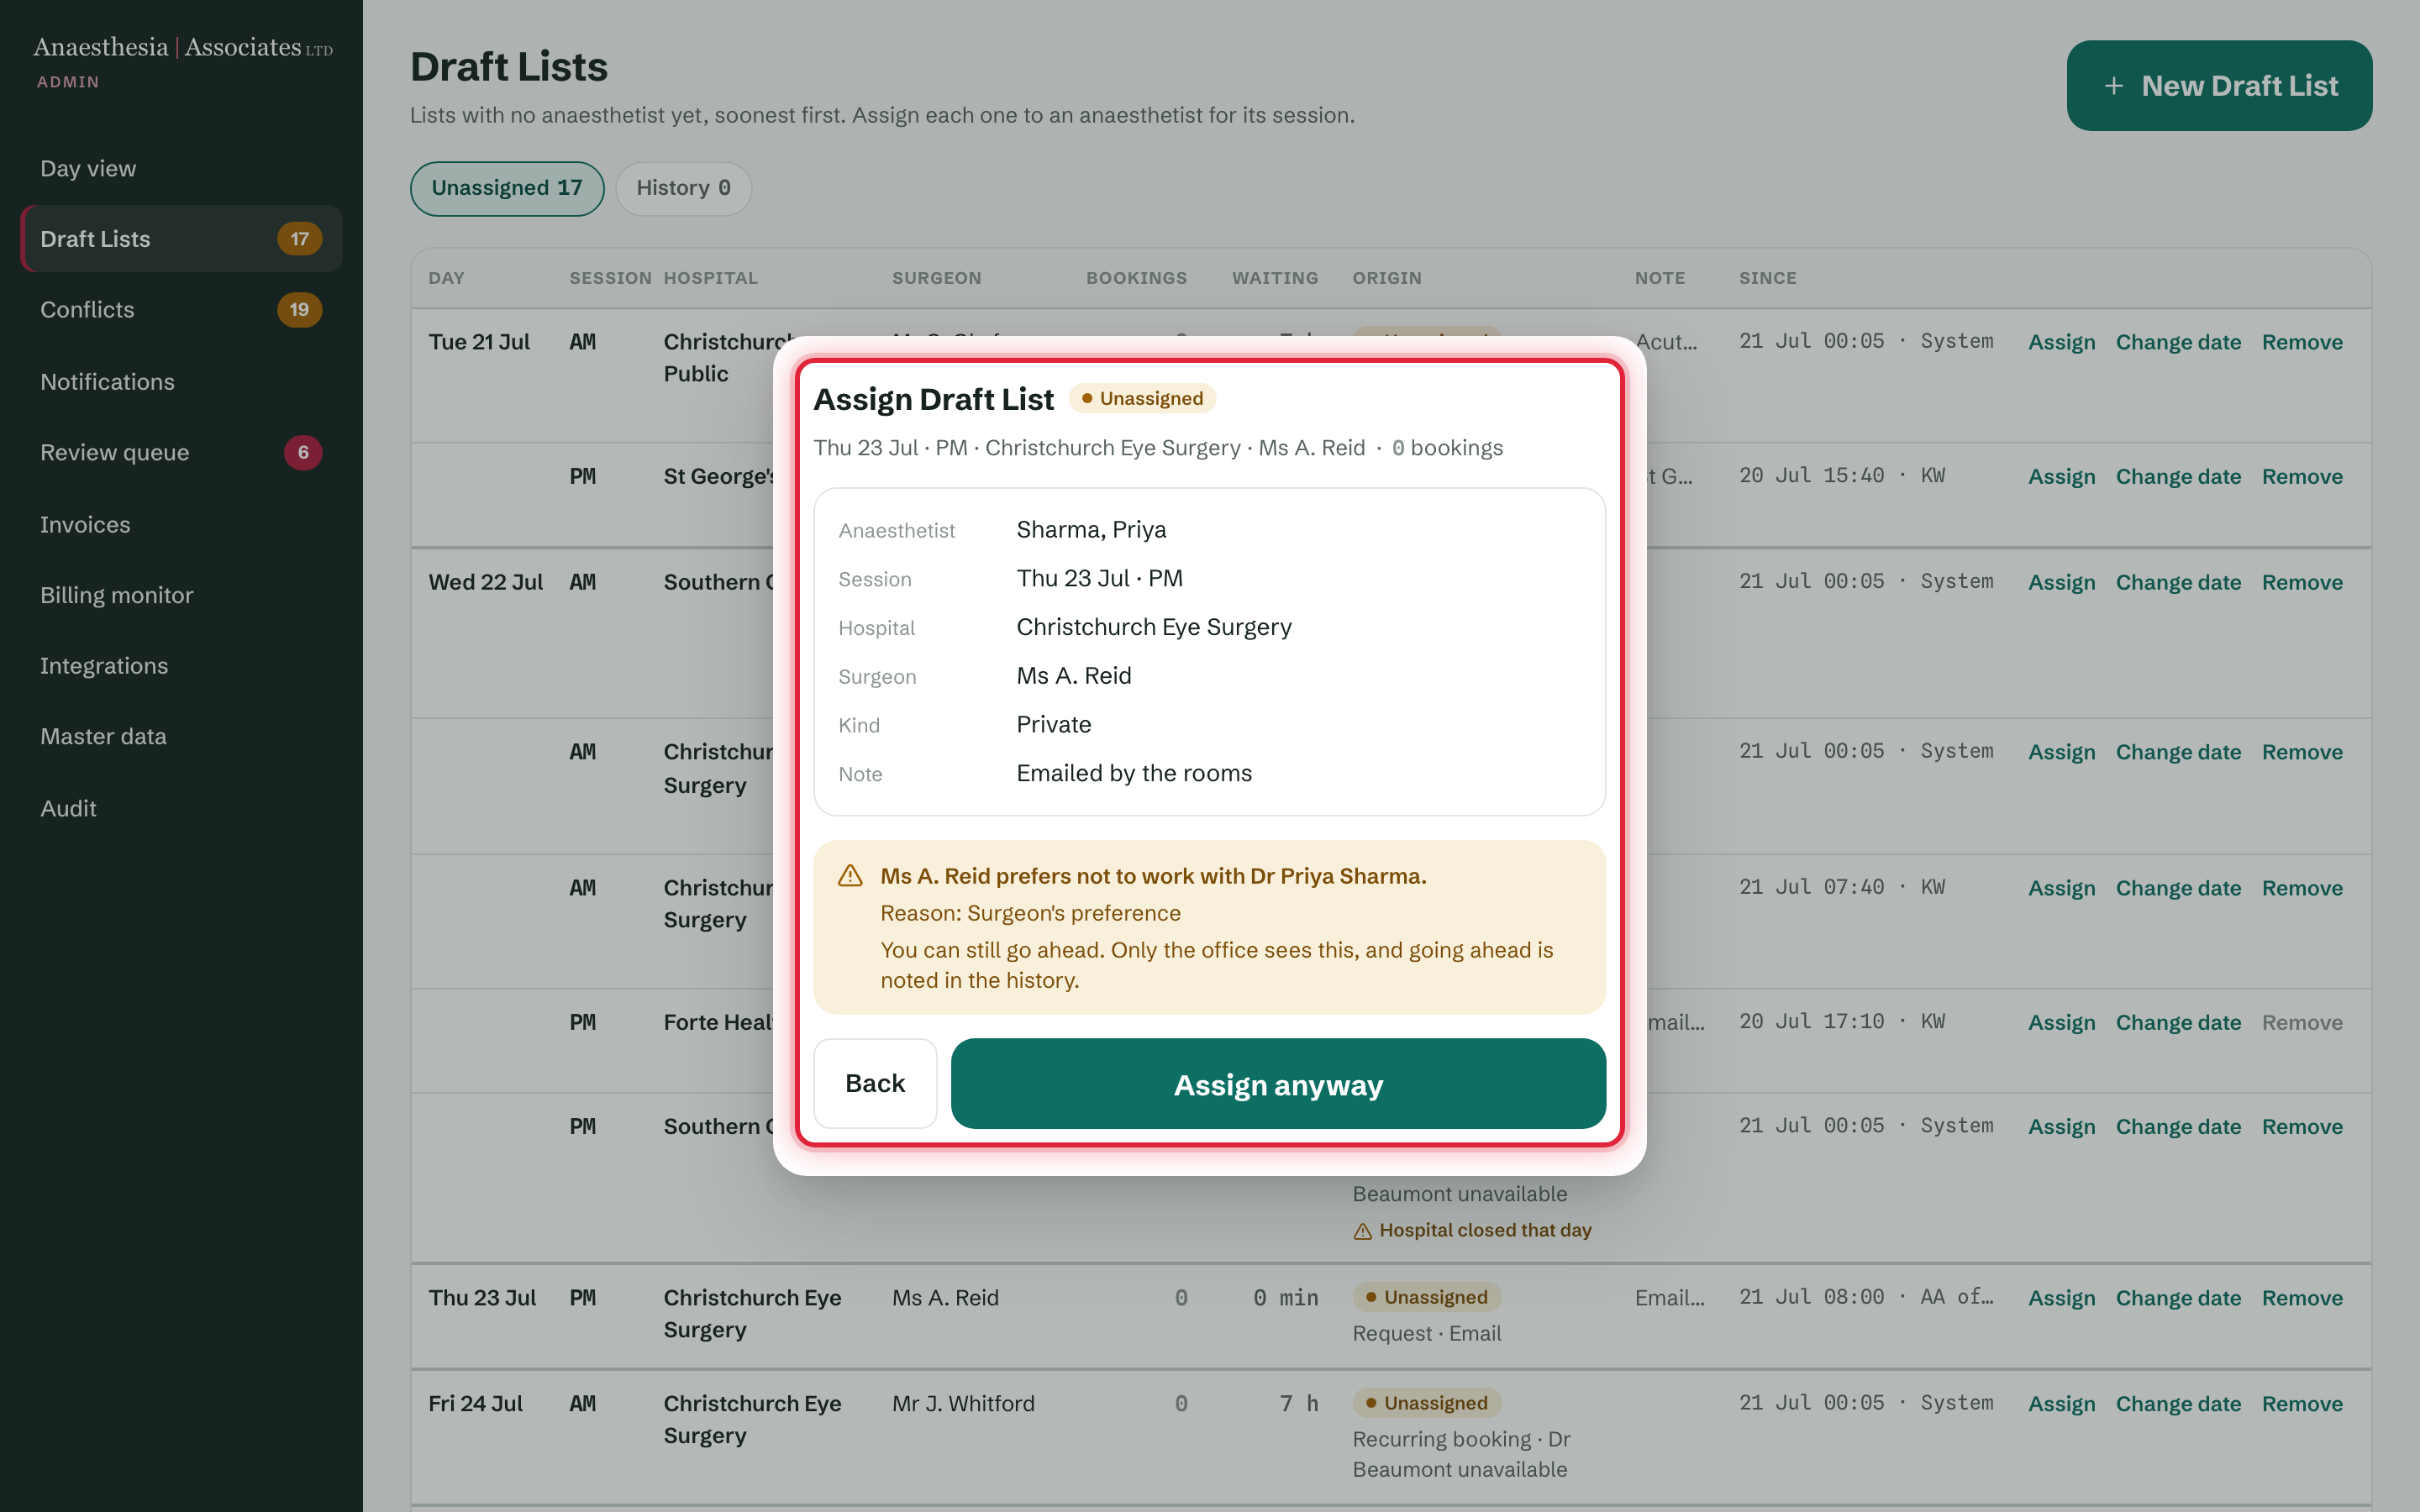 Anaesthesia | Associates LTD
ADMIN
Day view
Draft Lists 17
Conflicts 19
Notifications
Review queue 6
Invoices
Billing monitor
Integrations
Master data
Audit
Draft Lists
Lists with no anaesthetist yet, soonest first. Assign each one to an anaesthetist for its session.
+ New Draft List
Unassigned 17 History 0
DAY SESSION HOSPITAL SURGEON BOOKINGS WAITING ORIGIN NOTE SINCE
Tue 21 Jul AM Christchurch Acut... 21 Jul 00:05 · System Assign Change date Remove
Public
PM St George's 20 Jul 15:40 · KW Assign Change date Remove
Wed 22 Jul AM Southern 21 Jul 00:05 · System Assign Change date Remove
AM 21 Jul 00:05 · System Assign Change date Remove
Surgery
AM 21 Jul 07:40 · KW Assign Change date Remove
Surgery
PM Forte 20 Jul 17:10 · KW Assign Change date Remove
PM Southern 21 Jul 00:05 · System Assign Change date Remove
Beaumont unavailable
Hospital closed that day
Thu 23 Jul PM Christchurch Eye Ms A. Reid 0 0 min Unassigned Email... 21 Jul 08:00 · AA of... Assign Change date Remove
Surgery Request · Email
Fri 24 Jul AM Christchurch Eye Mr J. Whitford 0 7 h Unassigned 21 Jul 00:05 · System Assign Change date Remove
Surgery Recurring booking · Dr
Beaumont unavailable
Assign Draft List Unassigned
Thu 23 Jul · PM · Christchurch Eye Surgery · Ms A. Reid · 0 bookings
Anaesthetist Sharma, Priya
Session Thu 23 Jul · PM
Hospital Christchurch Eye Surgery
Surgeon Ms A. Reid
Kind Private
Note Emailed by the rooms
Ms A. Reid prefers not to work with Dr Priya Sharma.
Reason: Surgeon's preference
You can still go ahead. Only the office sees this, and going ahead is
noted in the history.
Back Assign anyway